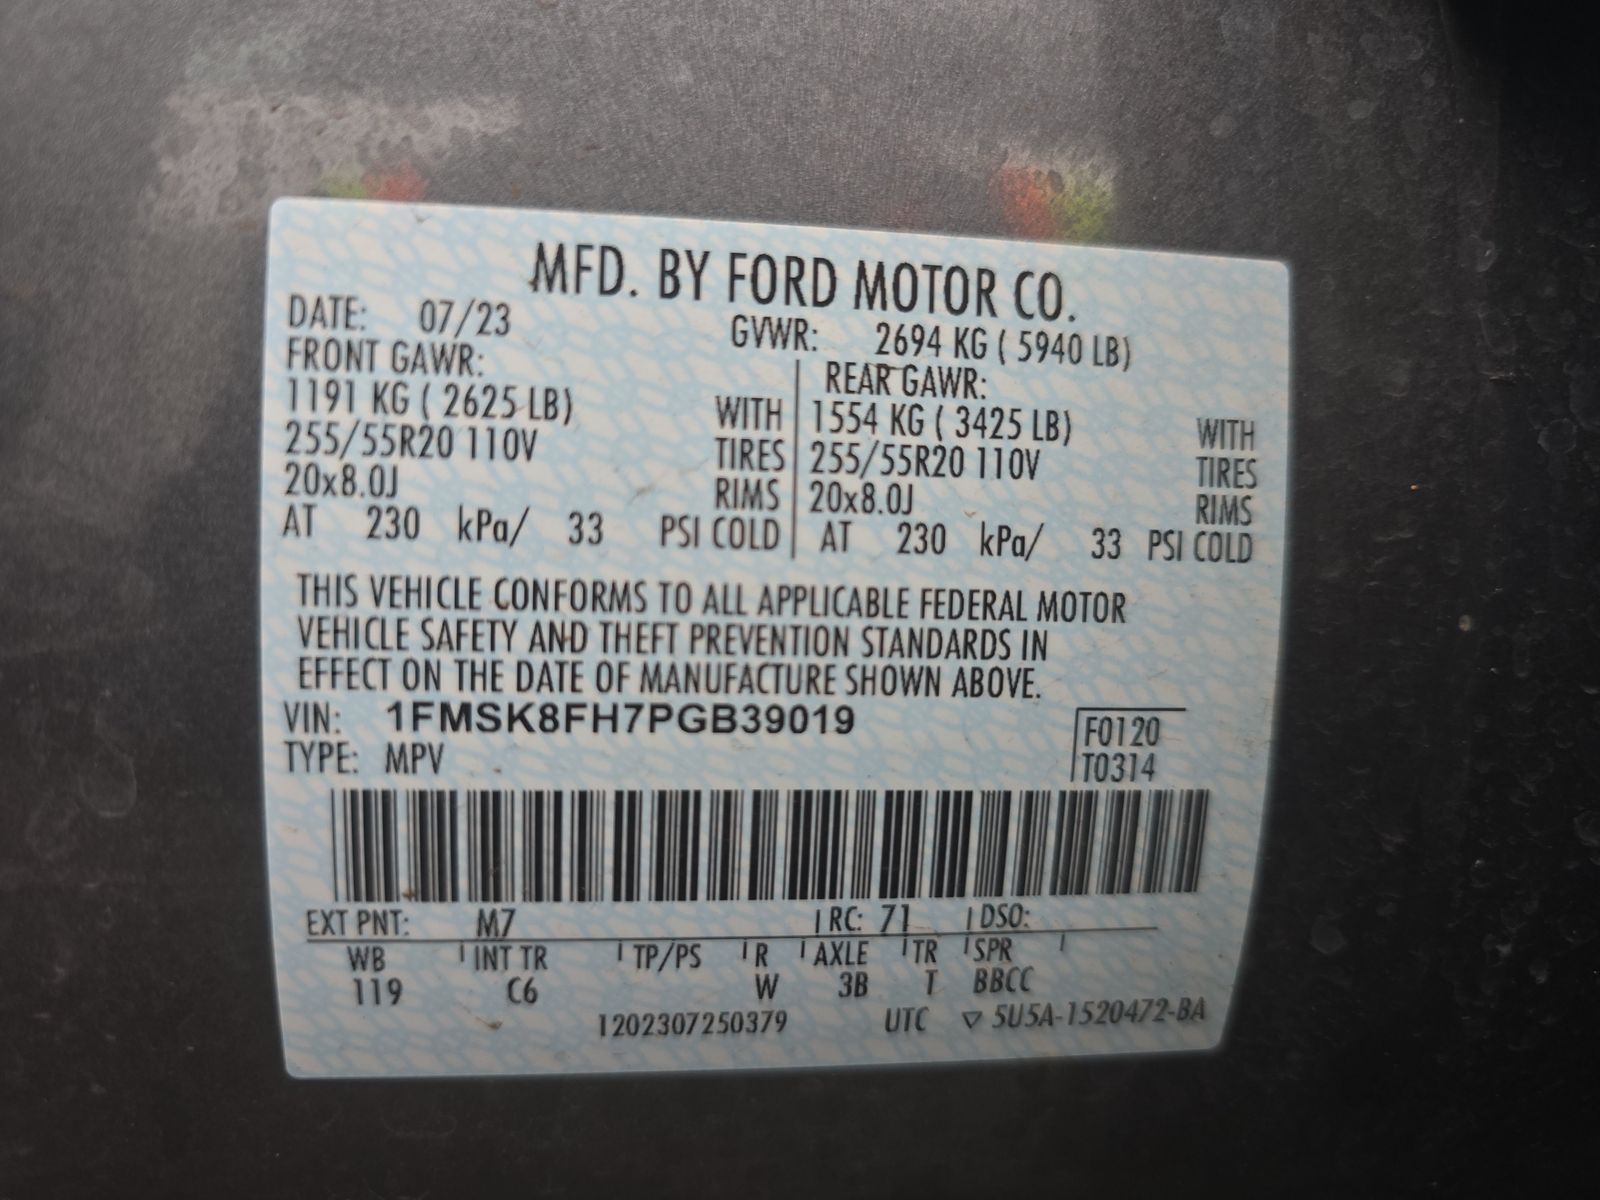 MFD. BY FORD MOTOR CO.
DATE: 07/23 GVWR: 2694 KG ( 5940 LB)
FRONT GAWR: REAR GAWR:
1191 KG ( 2625 LB) WITH 1554 KG ( 3425 LB) WITH
255/55R20 110V TIRES 255/55R20 110V TIRES
20x8.0J RIMS 20x8.0J RIMS
AT 230 kPa/ 33 PSI COLD AT 230 kPa/ 33 PSI COLD
THIS VEHICLE CONFORMS TO ALL APPLICABLE FEDERAL MOTOR
VEHICLE SAFETY AND THEFT PREVENTION STANDARDS IN
EFFECT ON THE DATE OF MANUFACTURE SHOWN ABOVE.
VIN: 1FMSK8FH7PGB39019 F0120
TYPE: MPV T0314
EXT PNT: M7 RC: 71 DSO:
WB INT TR TP/PS R AXLE TR SPR
119 C6 W 3B T BBCC
1202307250379 UTC ▽ 5U5A-1520472-BA